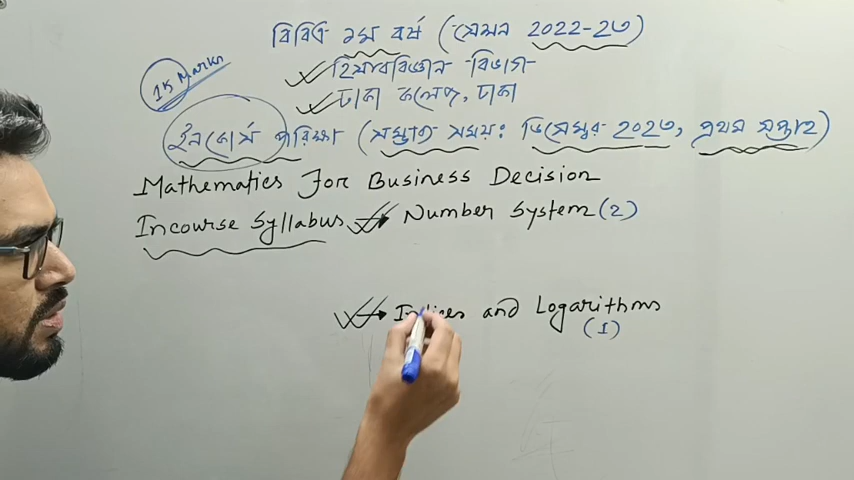 বিবিএ ১ম বর্ষ (সেশন 2022-23)
15 Marks
হিসাববিজ্ঞান বিভাগ
ঢাকা কলেজ, ঢাকা
ইনকোর্স পরিক্ষা (সম্ভাব্য সময়: ডিসেম্বর 2023, প্রথম সপ্তাহ)
Mathematics For Business Decision
Incourse Syllabus → Number System (2)
→ Indices and Logarithms
(1)